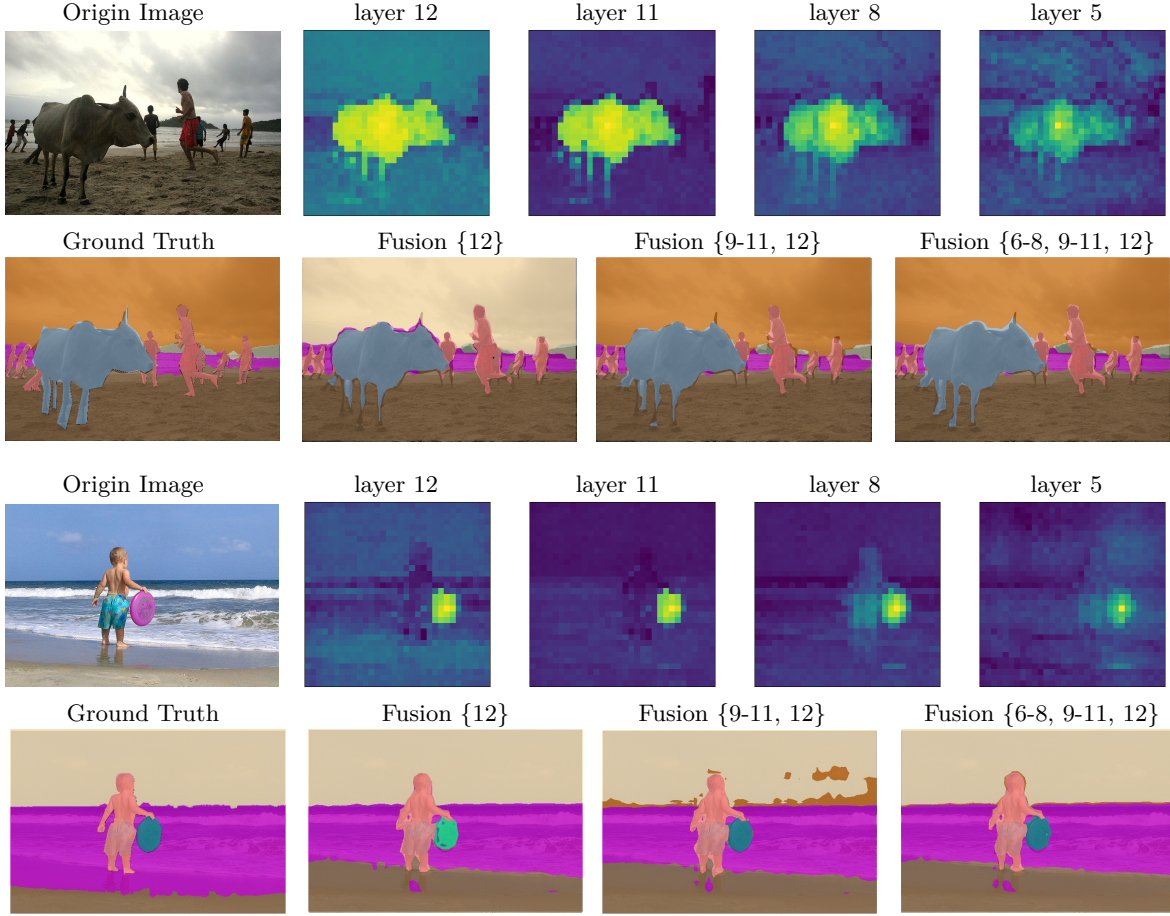 Origin Image
layer 12
layer 11
layer 8
layer 5
Ground Truth
Fusion {12}
Fusion {9-11, 12}
Fusion {6-8, 9-11, 12}
Origin Image
layer 12
layer 11
layer 8
layer 5
Ground Truth
Fusion {12}
Fusion {9-11, 12}
Fusion {6-8, 9-11, 12}